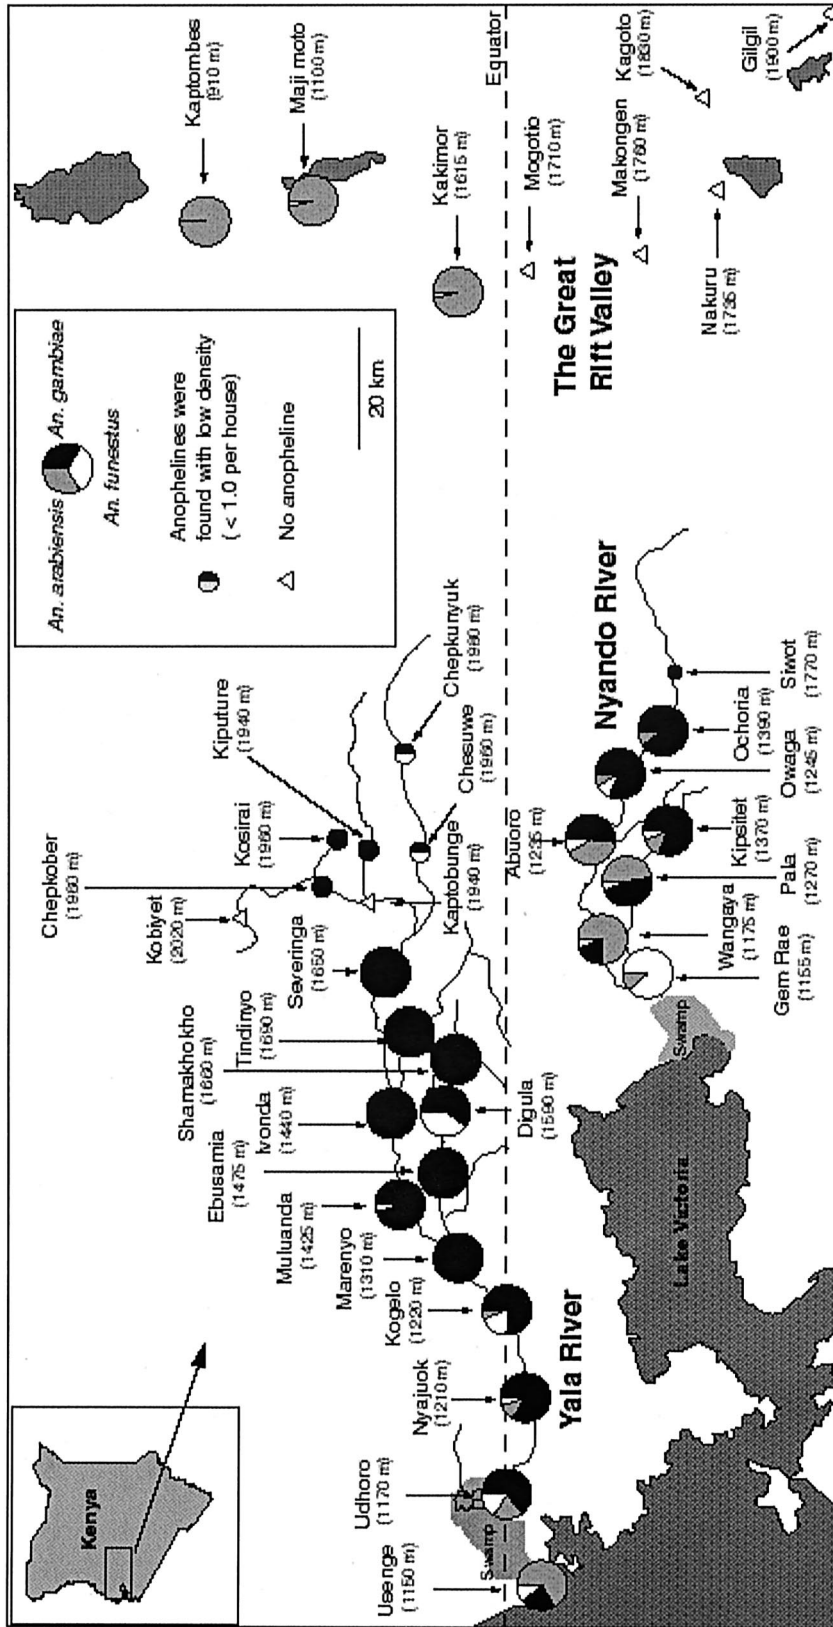 Kenya
An. arabiensis
An. gambiae
An. funestus
Anophelines were
found with low density
( < 1.0 per house)
No anopheline
20 km
Kaptombes
(910 m)
Maji moto
(1100 m)
Kakimor
(1615 m)
Equator
Mogotio
(1710 m)
Makongen
(1760 m)
Kagoto
(1830 m)
Gilgil
(1900 m)
Nakuru
(1735 m)
The Great
Rift Valley
Chepkober
(1960 m)
Kobiyet
(2020 m)
Kosirai
(1960 m)
Kiputure
(1940 m)
Chepkunyuk
(1980 m)
Chesuwe
(1960 m)
Kaptobunge
(1940 m)
Severinga
(1650 m)
Tindinyo
(1690 m)
Shamakhokho
(1660 m)
Ivonda
(1440 m)
Digula
(1590 m)
Ebusamia
(1475 m)
Muluanda
(1425 m)
Marenyo
(1310 m)
Kogelo
(1220 m)
Nyajuok
(1210 m)
Udhoro
(1170 m)
Usenge
(1150 m)
Swamp
Yala River
Nyando River
Abuoro
(1235 m)
Siwot
(1770 m)
Ochoria
(1390 m)
Owaga
(1245 m)
Kipsitet
(1370 m)
Pala
(1270 m)
Wangaya
(1175 m)
Gem Rae
(1155 m)
Swamp
Lake Victoria